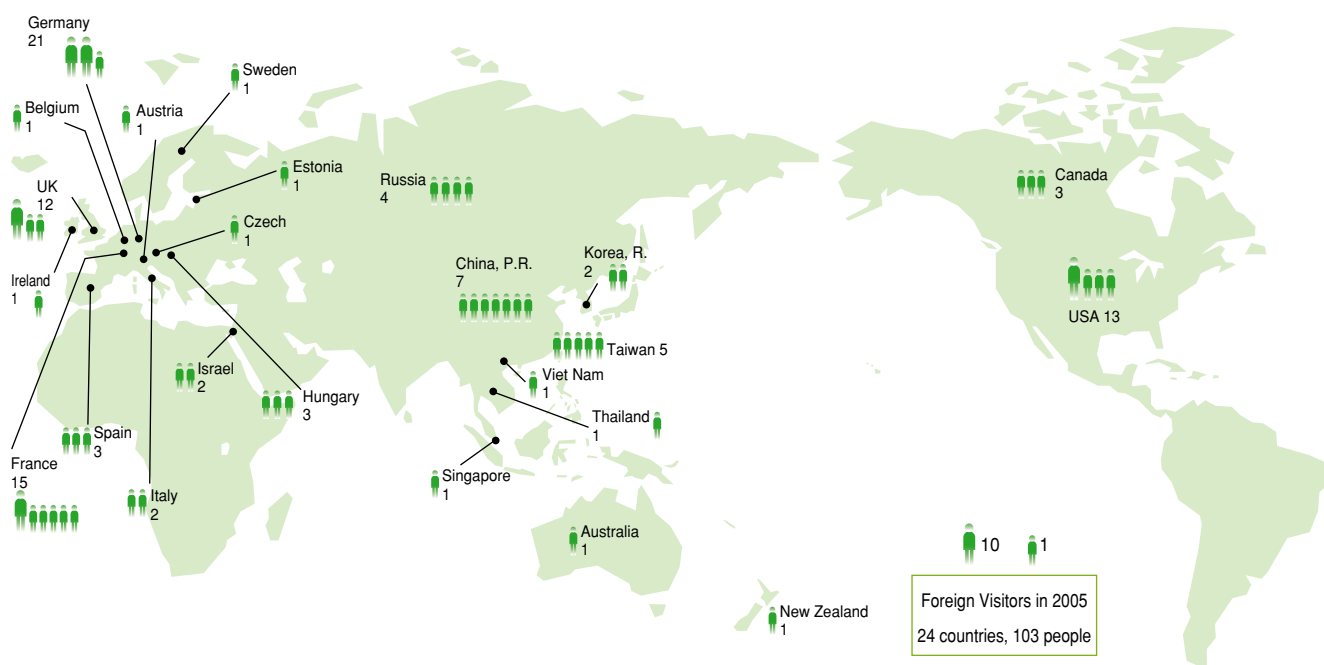 Germany
21
Sweden
1
Belgium
1
Austria
1
Estonia
1
Russia
4
Canada
3
UK
12
Czech
1
Korea, R.
2
China, P.R.
7
Ireland
1
USA 13
Taiwan 5
Israel
2
Viet Nam
1
Hungary
3
Thailand
1
Spain
3
France
15
Singapore
1
Italy
2
Australia
1
10
1
New Zealand
1
Foreign Visitors in 2005
24 countries, 103 people